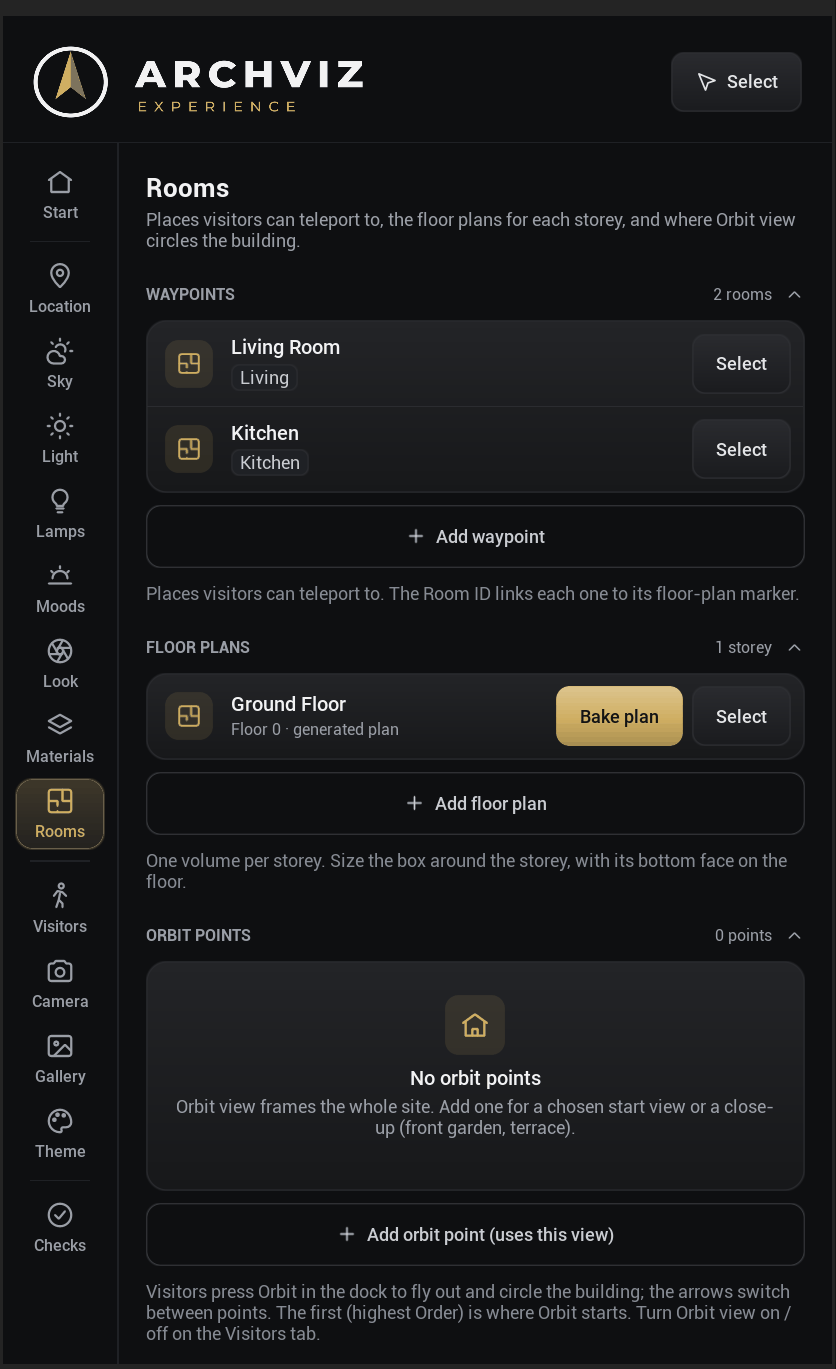 ARCHVIZ
EXPERIENCE
Select
Start
Location
Sky
Light
Lamps
Moods
Look
Materials
Rooms
Visitors
Camera
Gallery
Theme
Checks
Rooms
Places visitors can teleport to, the floor plans for each storey, and where Orbit view
circles the building.
WAYPOINTS
2 rooms
Living Room
Living
Select
Kitchen
Kitchen
Select
Add waypoint
Places visitors can teleport to. The Room ID links each one to its floor-plan marker.
FLOOR PLANS
1 storey
Ground Floor
Floor 0 · generated plan
Bake plan
Select
Add floor plan
One volume per storey. Size the box around the storey, with its bottom face on the
floor.
ORBIT POINTS
0 points
No orbit points
Orbit view frames the whole site. Add one for a chosen start view or a close-
up (front garden, terrace).
Add orbit point (uses this view)
Visitors press Orbit in the dock to fly out and circle the building; the arrows switch
between points. The first (highest Order) is where Orbit starts. Turn Orbit view on /
off on the Visitors tab.